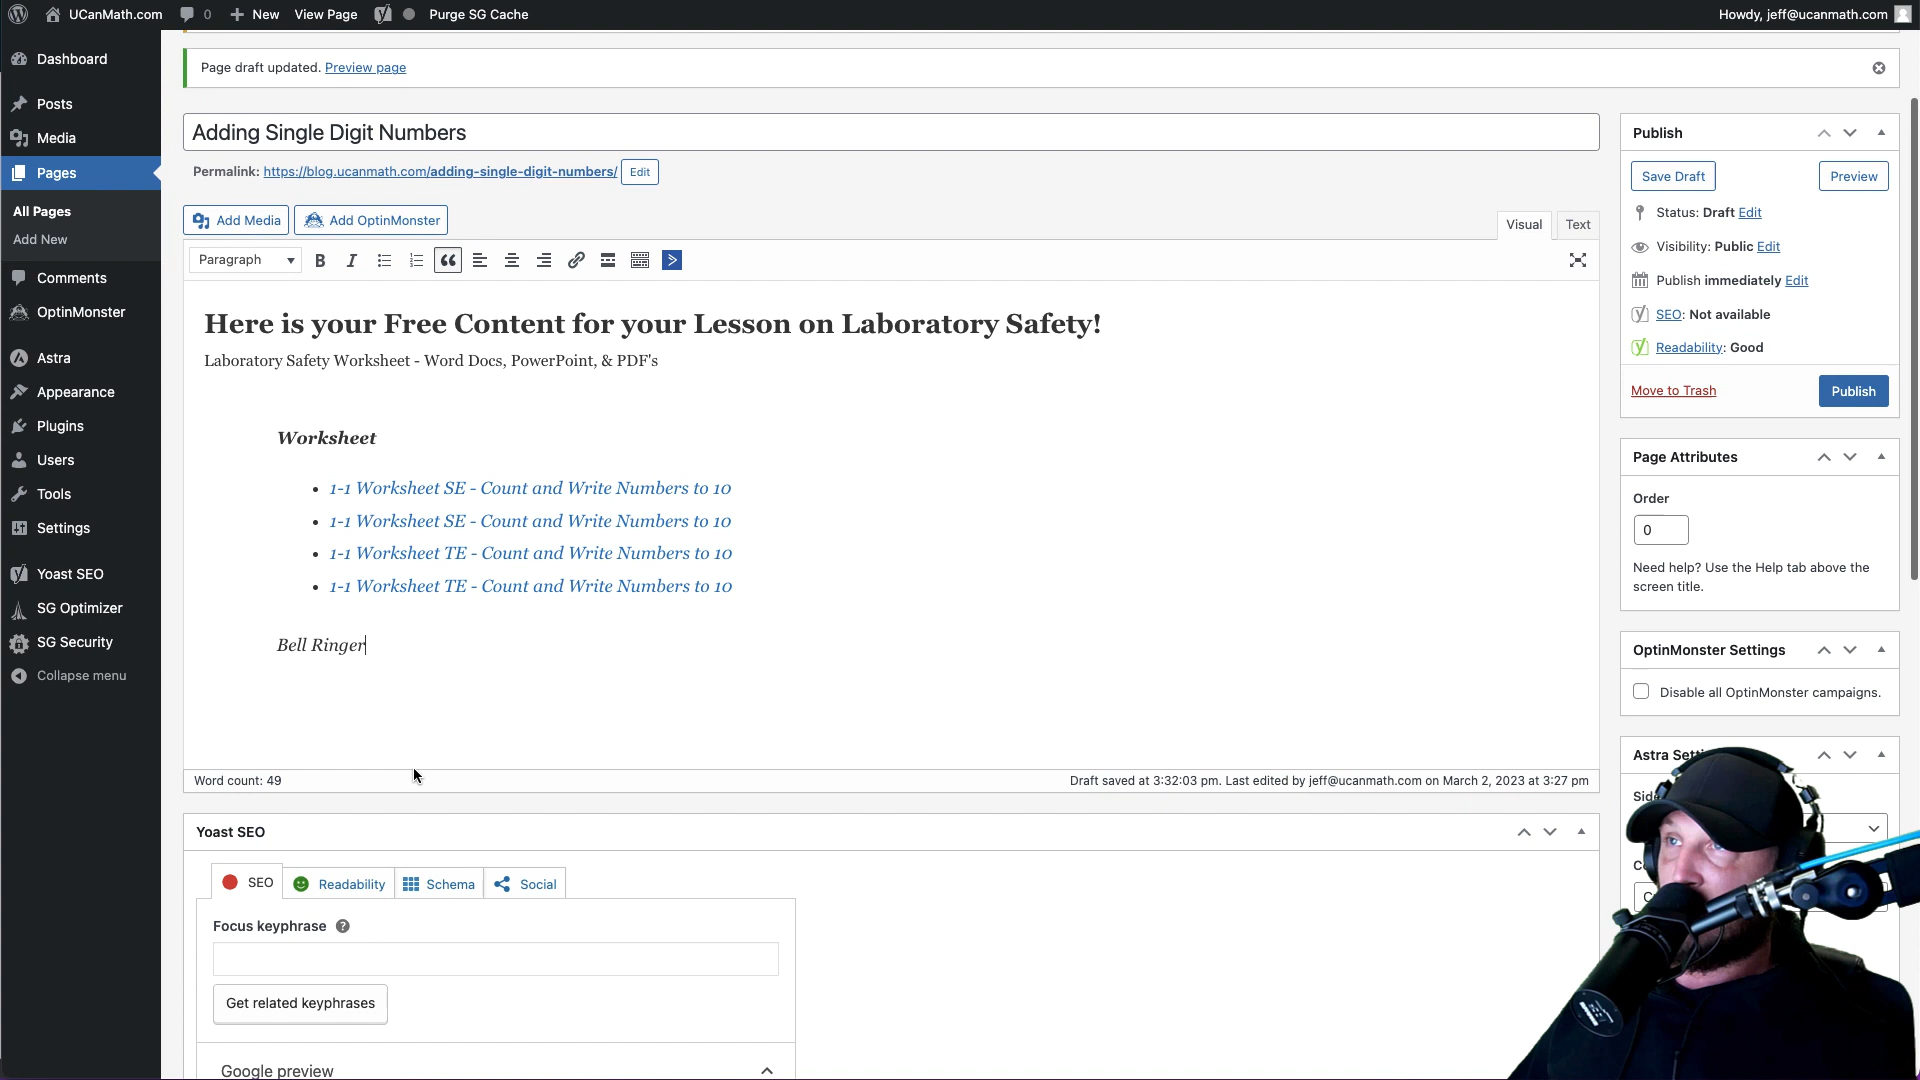 UCanMath.com 0 New View Page Purge SG Cache Howdy, jeff@ucanmath.com
Dashboard
Posts
Media
Pages
All Pages
Add New
Comments
OptinMonster
Astra
Appearance
Plugins
Users
Tools
Settings
Yoast SEO
SG Optimizer
SG Security
Collapse menu
Page draft updated. Preview page
Adding Single Digit Numbers
Permalink: https://blog.ucanmath.com/adding-single-digit-numbers/ Edit
Add Media Add OptinMonster
Visual Text
Paragraph
Here is your Free Content for your Lesson on Laboratory Safety!
Laboratory Safety Worksheet - Word Docs, PowerPoint, & PDF's
Worksheet
1-1 Worksheet SE - Count and Write Numbers to 10
1-1 Worksheet SE - Count and Write Numbers to 10
1-1 Worksheet TE - Count and Write Numbers to 10
1-1 Worksheet TE - Count and Write Numbers to 10
Bell Ringer
Word count: 49 Draft saved at 3:32:03 pm. Last edited by jeff@ucanmath.com on March 2, 2023 at 3:27 pm
Yoast SEO
SEO Readability Schema Social
Focus keyphrase
Get related keyphrases
Google preview
Publish
Save Draft Preview
Status: Draft Edit
Visibility: Public Edit
Publish immediately Edit
SEO: Not available
Readability: Good
Move to Trash Publish
Page Attributes
Order
0
Need help? Use the Help tab above the
screen title.
OptinMonster Settings
Disable all OptinMonster campaigns.
Astra